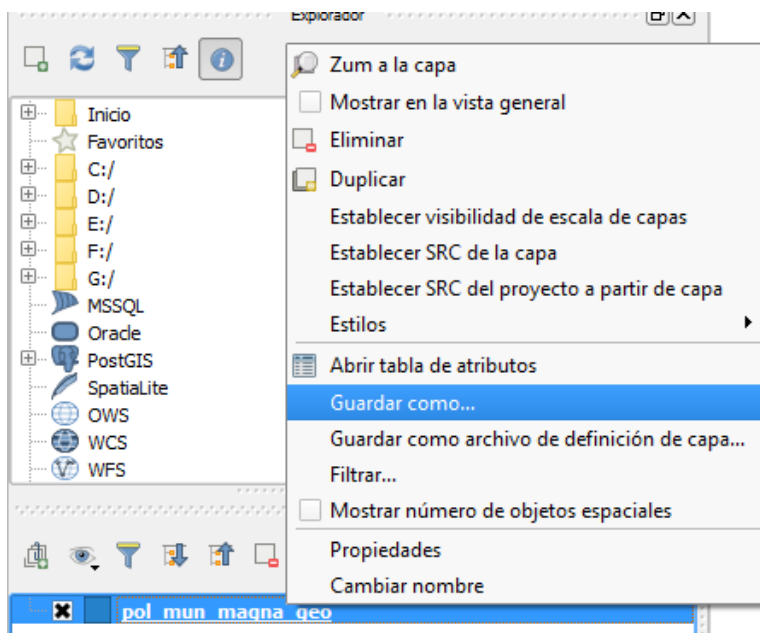 Explorador
Zum a la capa
Mostrar en la vista general
Eliminar
Duplicar
Establecer visibilidad de escala de capas
Establecer SRC de la capa
Establecer SRC del proyecto a partir de capa
Estilos
Abrir tabla de atributos
Guardar como...
Guardar como archivo de definición de capa...
Filtrar...
Mostrar número de objetos espaciales
Propiedades
Cambiar nombre
Inicio
Favoritos
C:/
D:/
E:/
F:/
G:/
MSSQL
Oracle
PostGIS
SpatiaLite
OWS
WCS
WFS
pol_mun_magna_geo